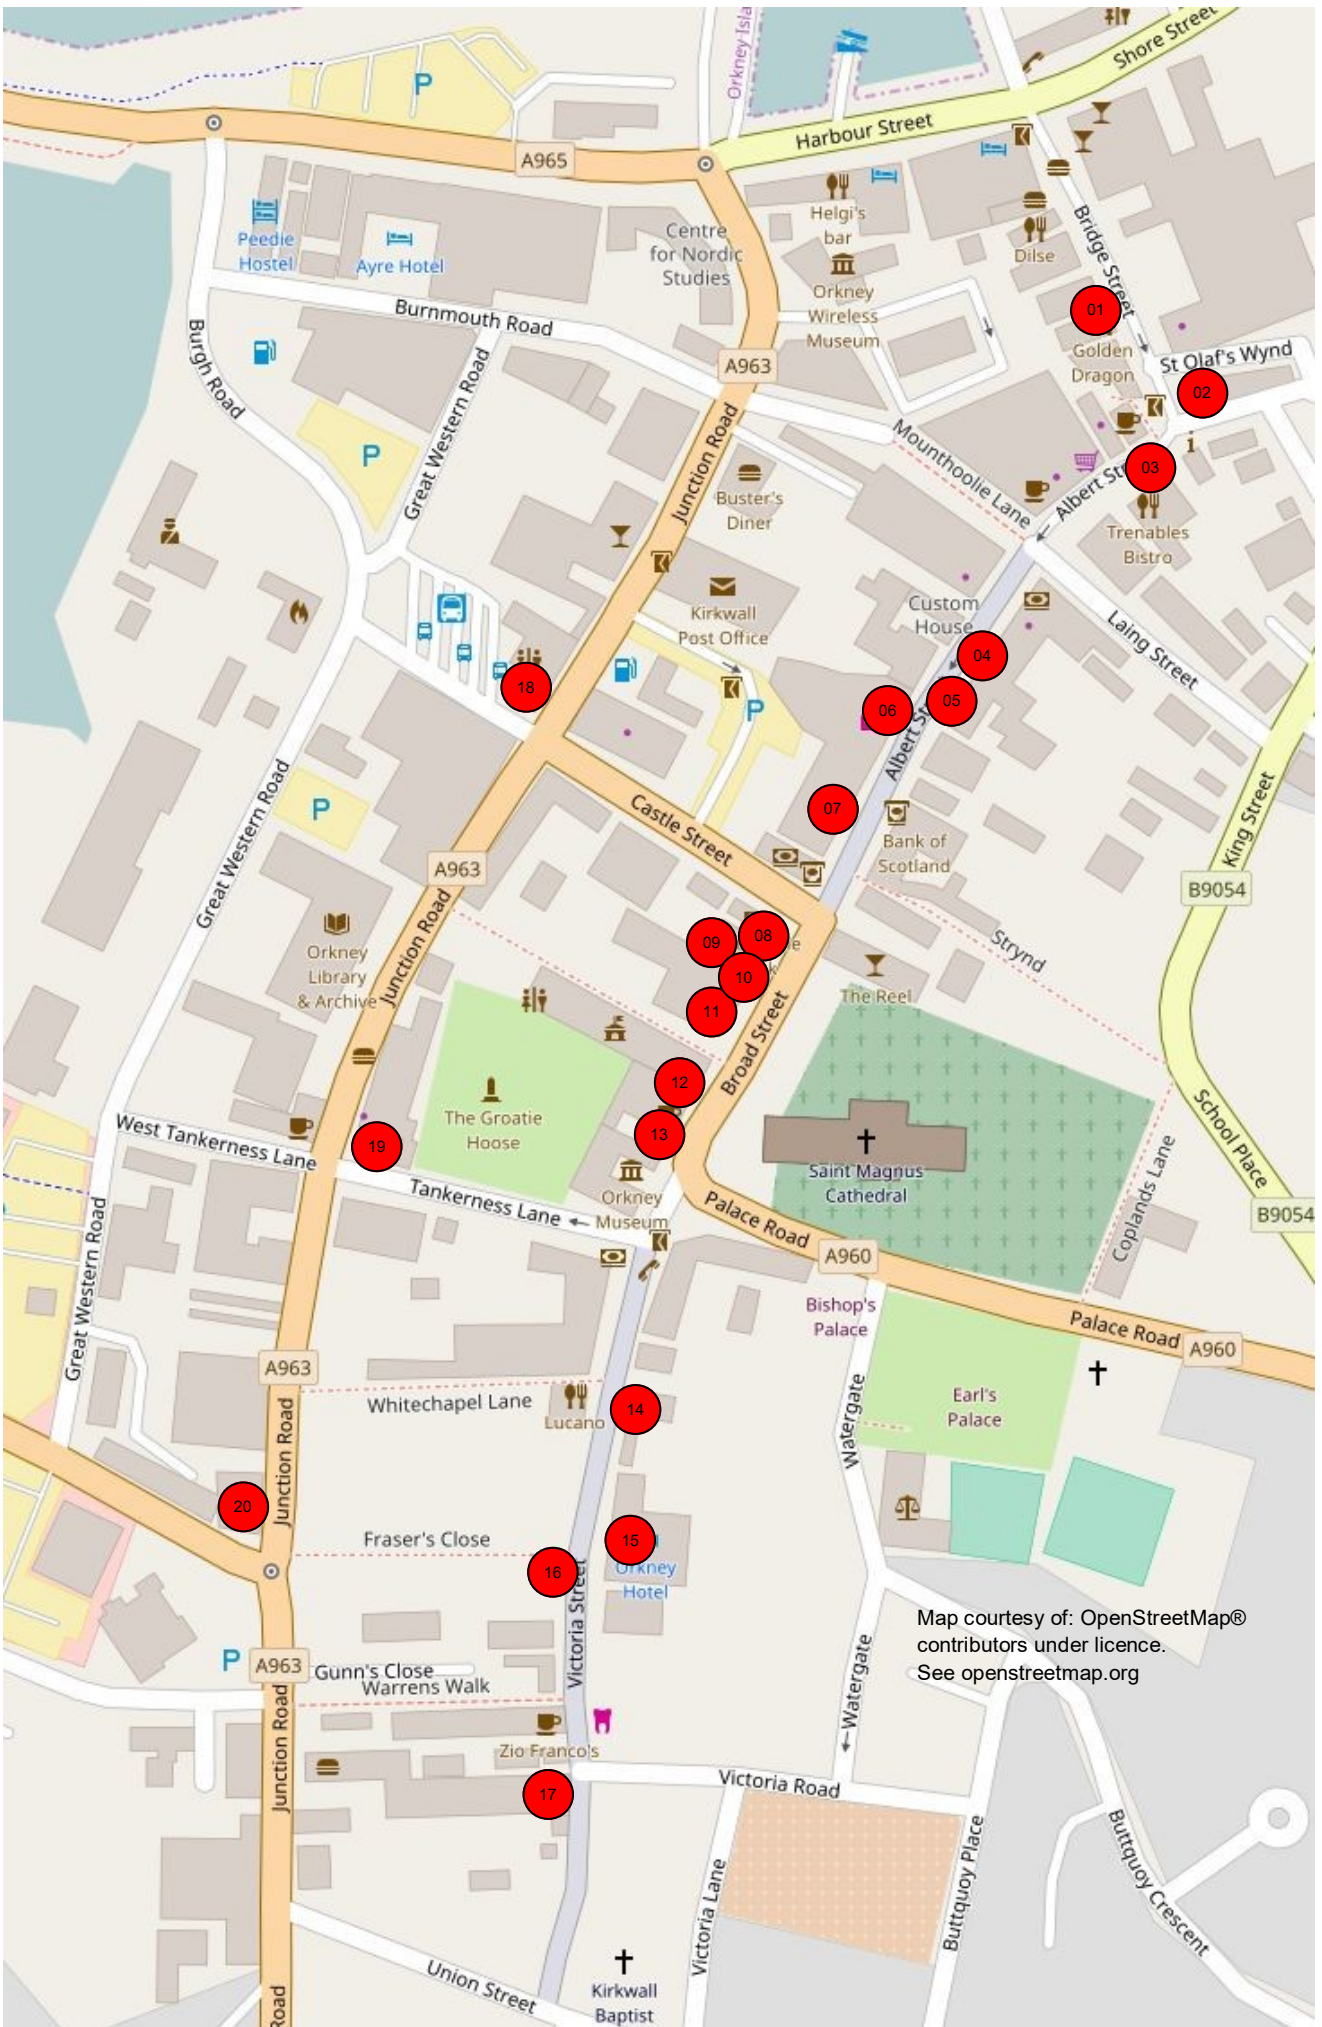 Shore Street
Orkney Isla
Harbour Street
A965
Helgi's
bar
Centre
for Nordic
Studies
Peedie
Hostel
Ayre Hotel
Bridge Street
Dilse
Orkney
Wireless
Museum
01
Golden
Dragon
Burnmouth Road
Burgh Road
Great Western Road
A963
St Olaf's Wynd
02
P
P
Junction Road
Mounthoolie Lane
Albert
03
i
Buster's
Diner
Trenables
Bistro
Kirkwall
Post Office
Custom
House
Laing Street
04
05
06
18
P
Albert
07
P
Castle Street
Bank of
Scotland
King Street
A963
B9054
Great Western Road
Orkney
Library
& Archive
Junction Road
08
09
10
11
The Reel
Strynd
Broad Street
12
13
The Groatie
Hoose
19
West Tankerness Lane
Tankerness Lane
Orkney
Museum
Saint Magnus
Cathedral
School Place
Coplands Lane
B9054
Palace Road
A960
Great Western Road
Bishop's
Palace
Palace Road
A960
A963
Whitechapel Lane
Lucano
14
Earl's
Palace
Watergate
Junction Road
20
Fraser's Close
15
16
Orkney
Hotel
Victoria Street
Map courtesy of: OpenStreetMap®
contributors under licence.
See openstreetmap.org
P
A963
Gunn's Close
Warrens Walk
Watergate
Junction Road
Zio Franco's
17
Victoria Road
Buttquoy Place
Buttquoy Crescent
Victoria Lane
Union Street
Kirkwall
Baptist
Road